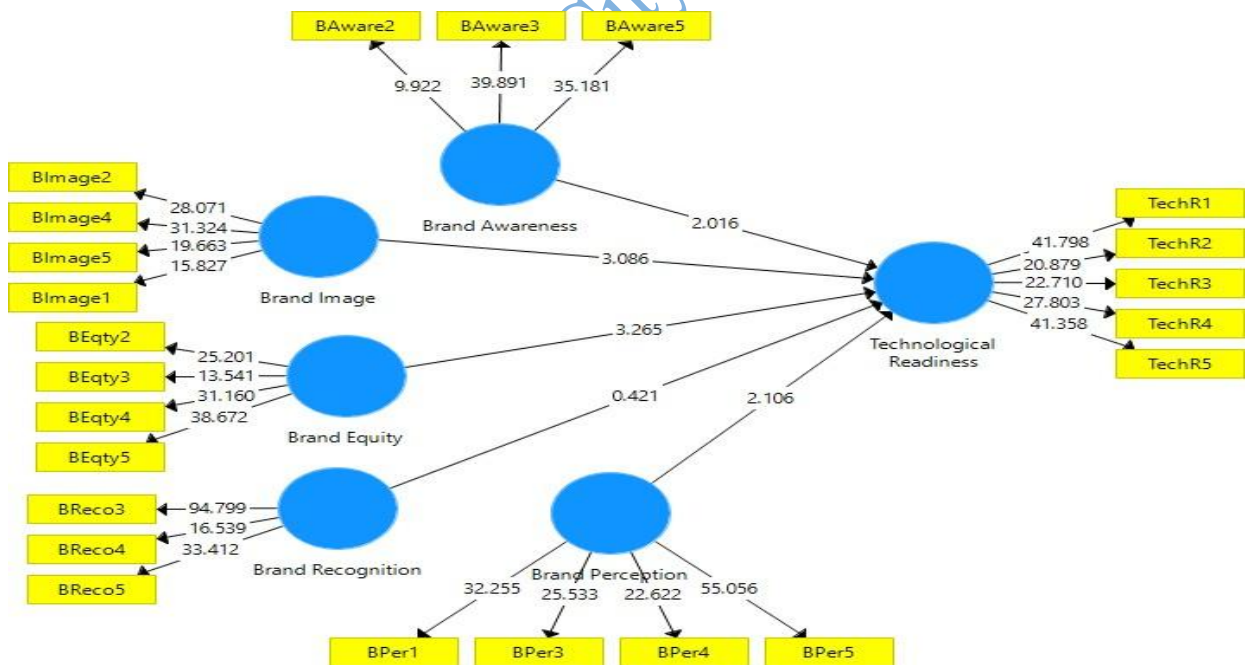 BAware2 BAware3 BAware5
9.922 39.891 35.181
Brand Awareness
BImage2
BImage4
BImage5
BImage1
28.071
31.324
19.663
15.827
Brand Image
BEqty2
BEqty3
BEqty4
BEqty5
25.201
13.541
31.160
38.672
Brand Equity
BReco3
BReco4
BReco5
94.799
16.539
33.412
Brand Recognition
2.016
3.086
3.265
0.421
2.106
Technological
Readiness
41.798
20.879
22.710
27.803
41.358
TechR1
TechR2
TechR3
TechR4
TechR5
Brand Perception
32.255 25.533 22.622 55.056
BPer1 BPer3 BPer4 BPer5